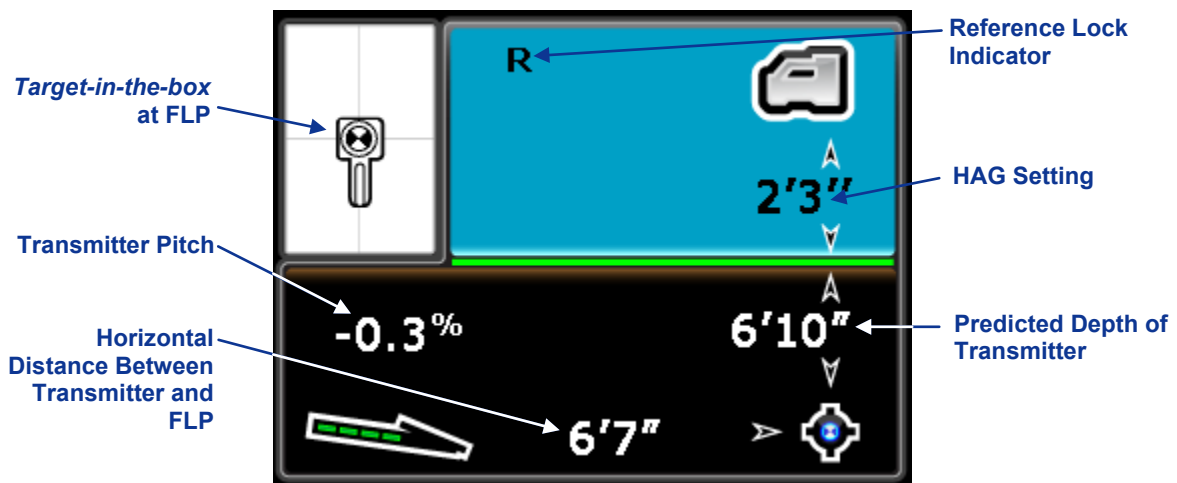 Reference Lock
Indicator
R
Target-in-the-box
at FLP
2'3"
HAG Setting
Transmitter Pitch
-0.3%
6'10"
Predicted Depth of
Transmitter
Horizontal
Distance Between
Transmitter and
FLP
6'7"